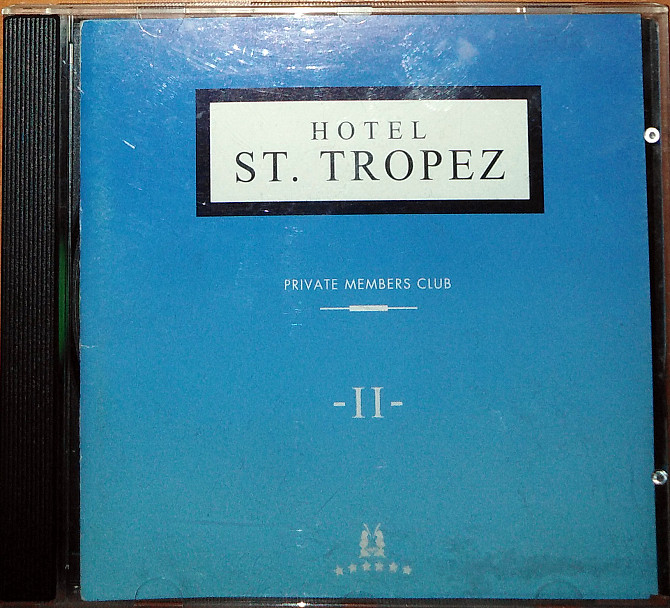 HOTEL
ST. TROPEZ
PRIVATE MEMBERS CLUB
-II-